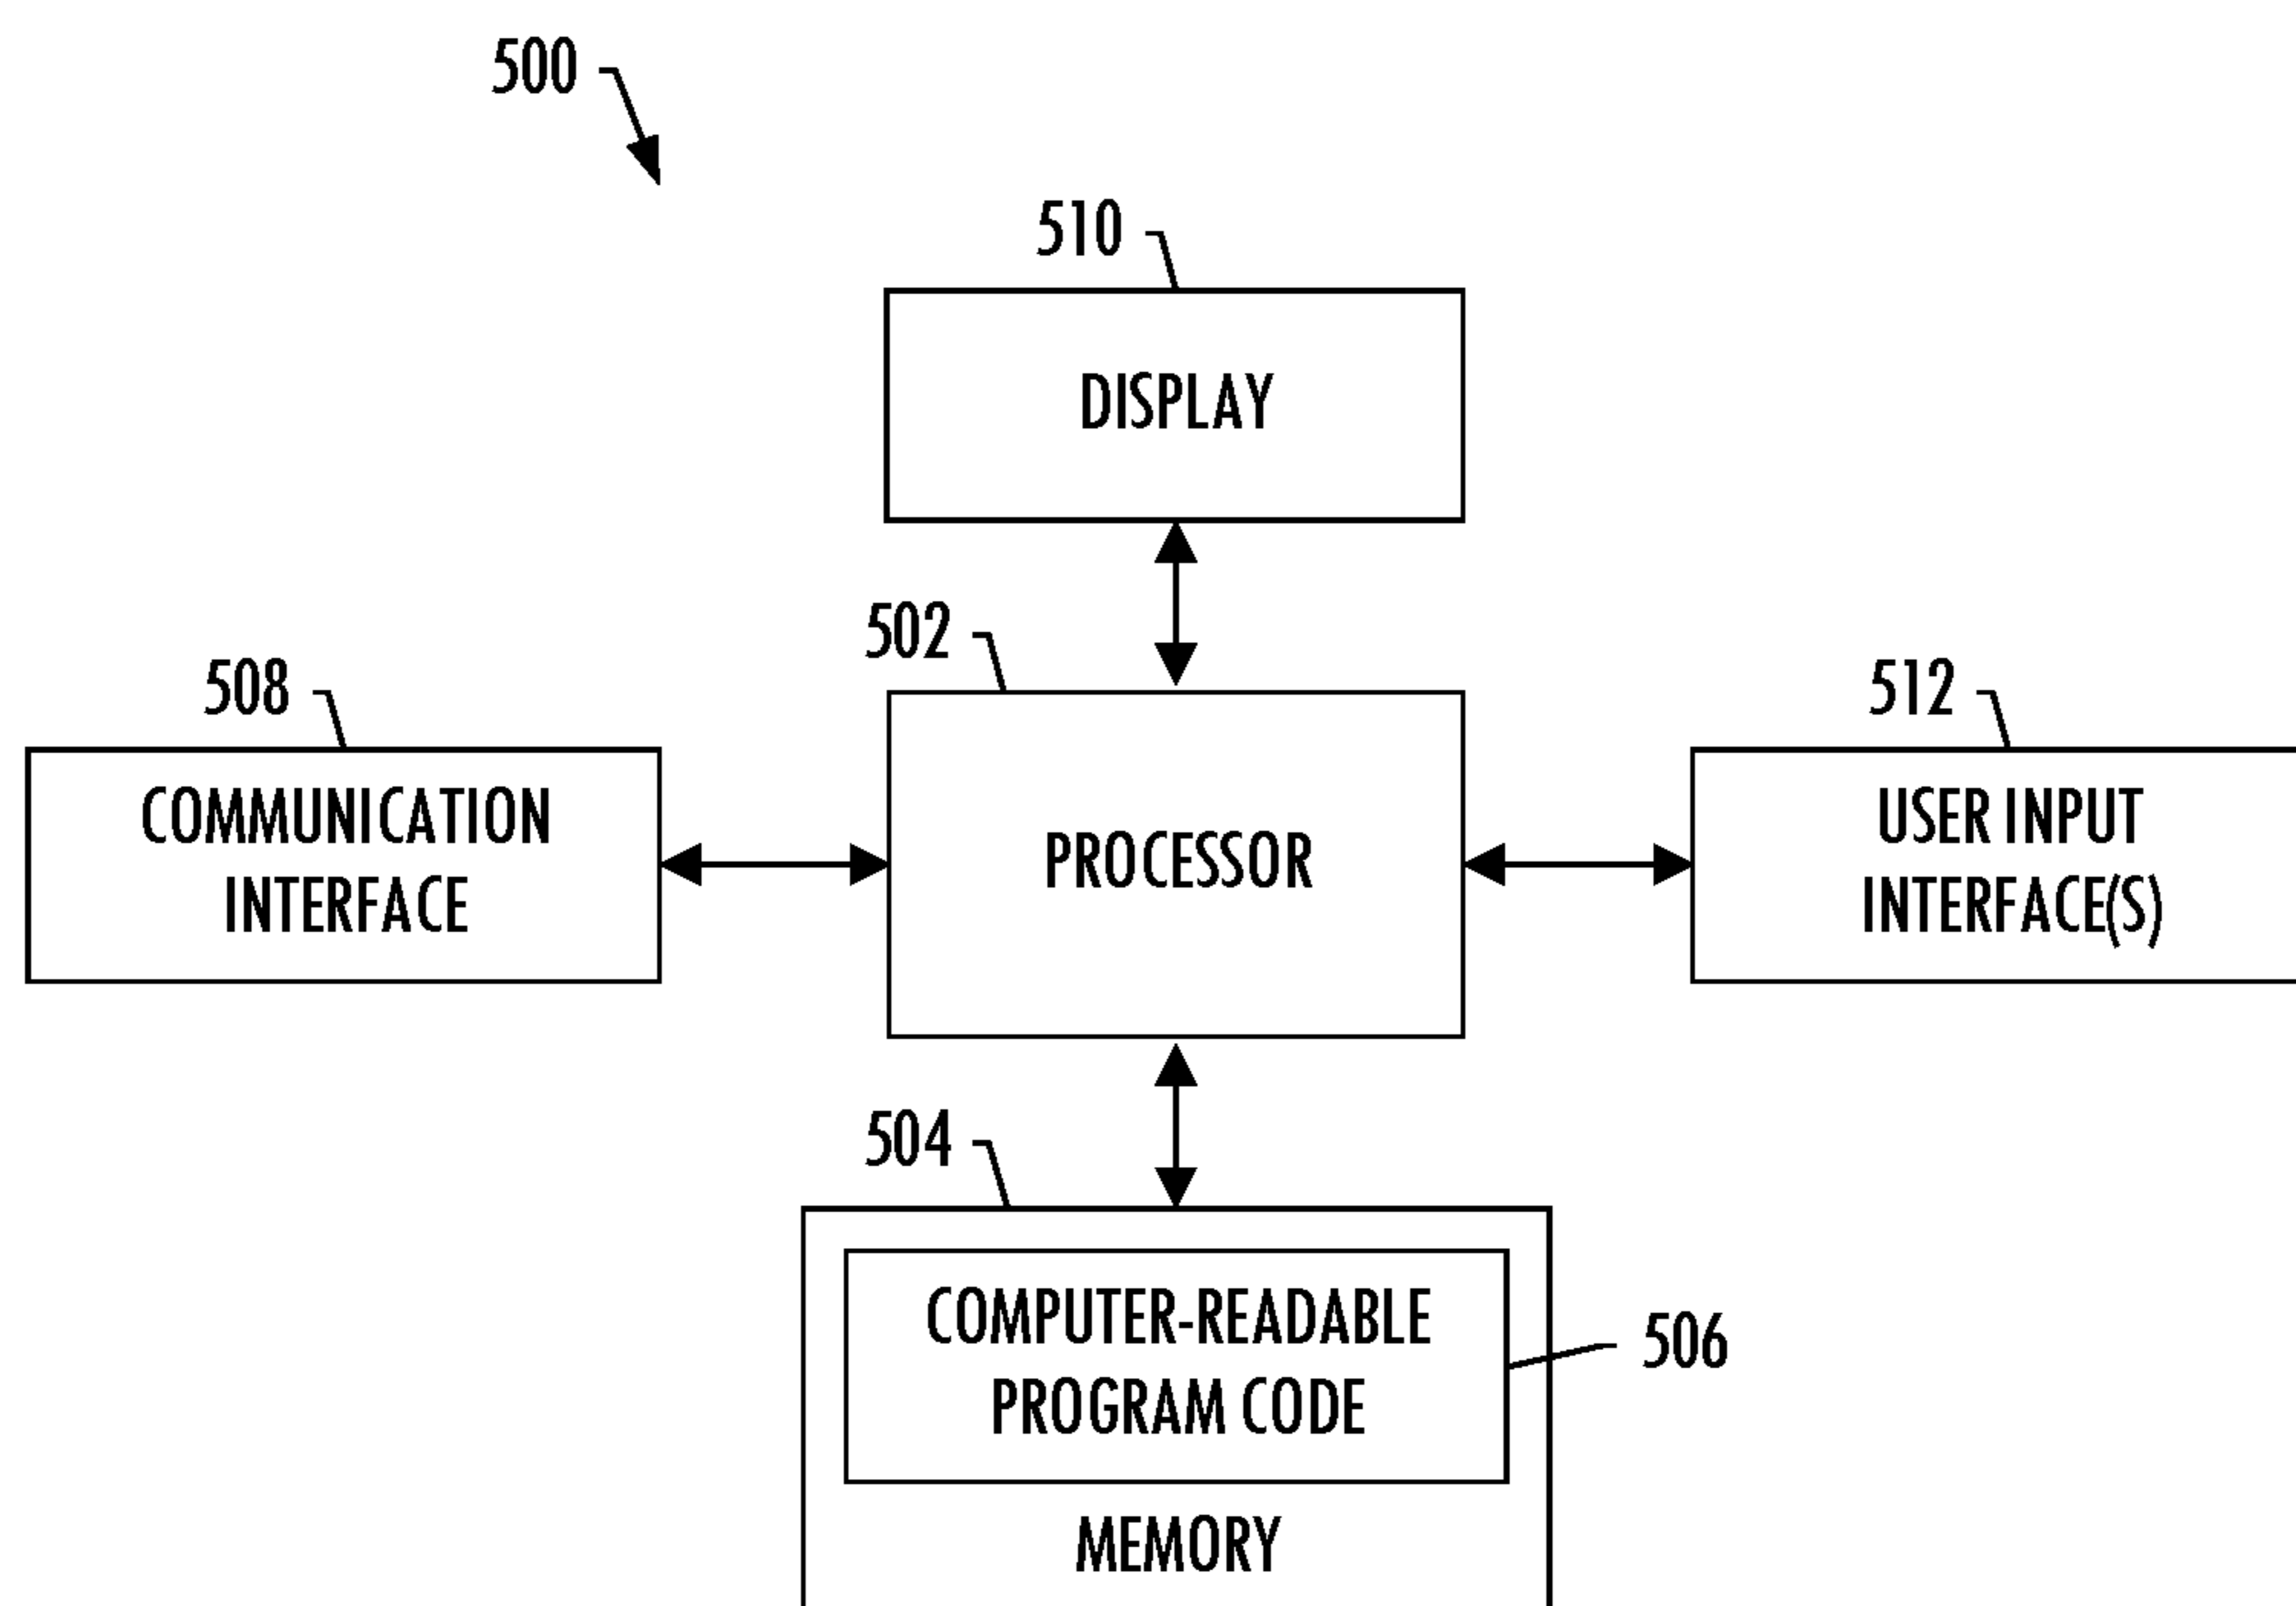 500
510
DISPLAY
502
508
512
COMMUNICATION
INTERFACE
PROCESSOR
USER INPUT
INTERFACE(S)
504
COMPUTER-READABLE
PROGRAM CODE
506
MEMORY